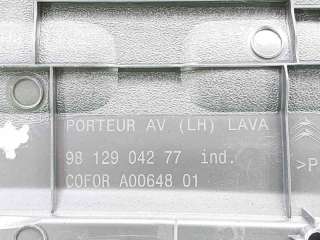 PORTEUR AV (LH) LAVA
98 129 042 77 ind.
>P
COFOR A00648 01